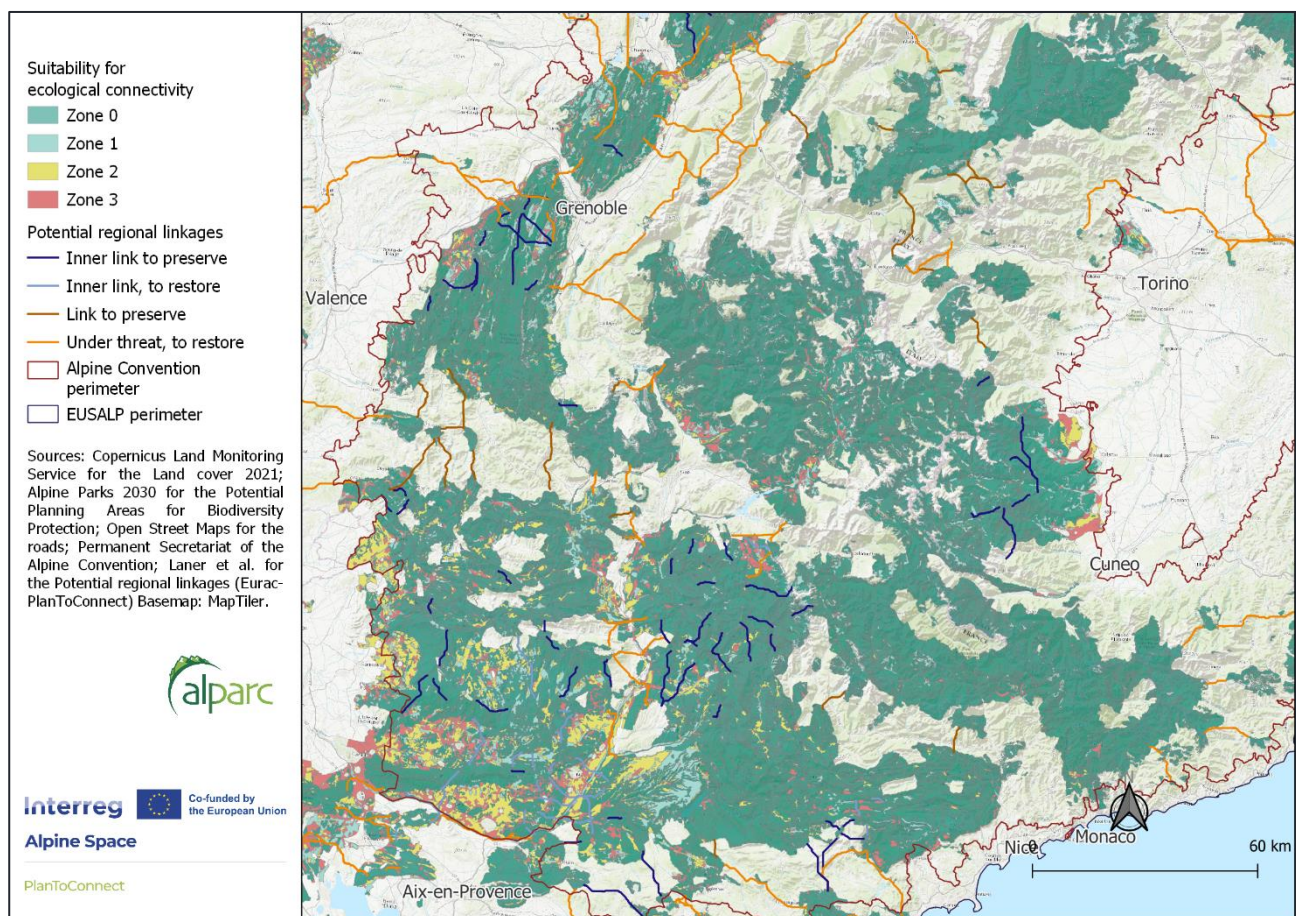 Suitability for
ecological connectivity
Zone 0
Zone 1
Zone 2
Zone 3
Potential regional linkages
Inner link to preserve
Inner link, to restore
Link to preserve
Under threat, to restore
Alpine Convention
perimeter
EUSALP perimeter
Sources: Copernicus Land Monitoring
Service for the Land cover 2021;
Alpine Parks 2030 for the Potential
Planning Areas for Biodiversity
Protection; Open Street Maps for the
roads; Permanent Secretariat of the
Alpine Convention; Laner et al. for
the Potential regional linkages (Eurac-
PlanToConnect) Basemap: MapTiler.
alparc
Interreg
Co-funded by
the European Union
Alpine Space
PlanToConnect
Grenoble
Valence
Torino
Cuneo
FRANCE
Nice
Monaco
Aix-en-Provence
0
60 km